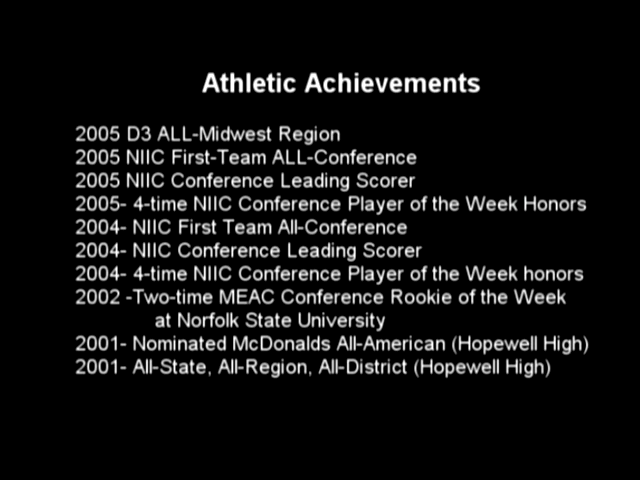 Athletic Achievements
2005 D3 ALL-Midwest Region
2005 NIIC First-Team ALL-Conference
2005 NIIC Conference Leading Scorer
2005- 4-time NIIC Conference Player of the Week Honors
2004- NIIC First Team All-Conference
2004- NIIC Conference Leading Scorer
2004- 4-time NIIC Conference Player of the Week honors
2002 -Two-time MEAC Conference Rookie of the Week
at Norfolk State University
2001- Nominated McDonalds All-American (Hopewell High)
2001- All-State, All-Region, All-District (Hopewell High)